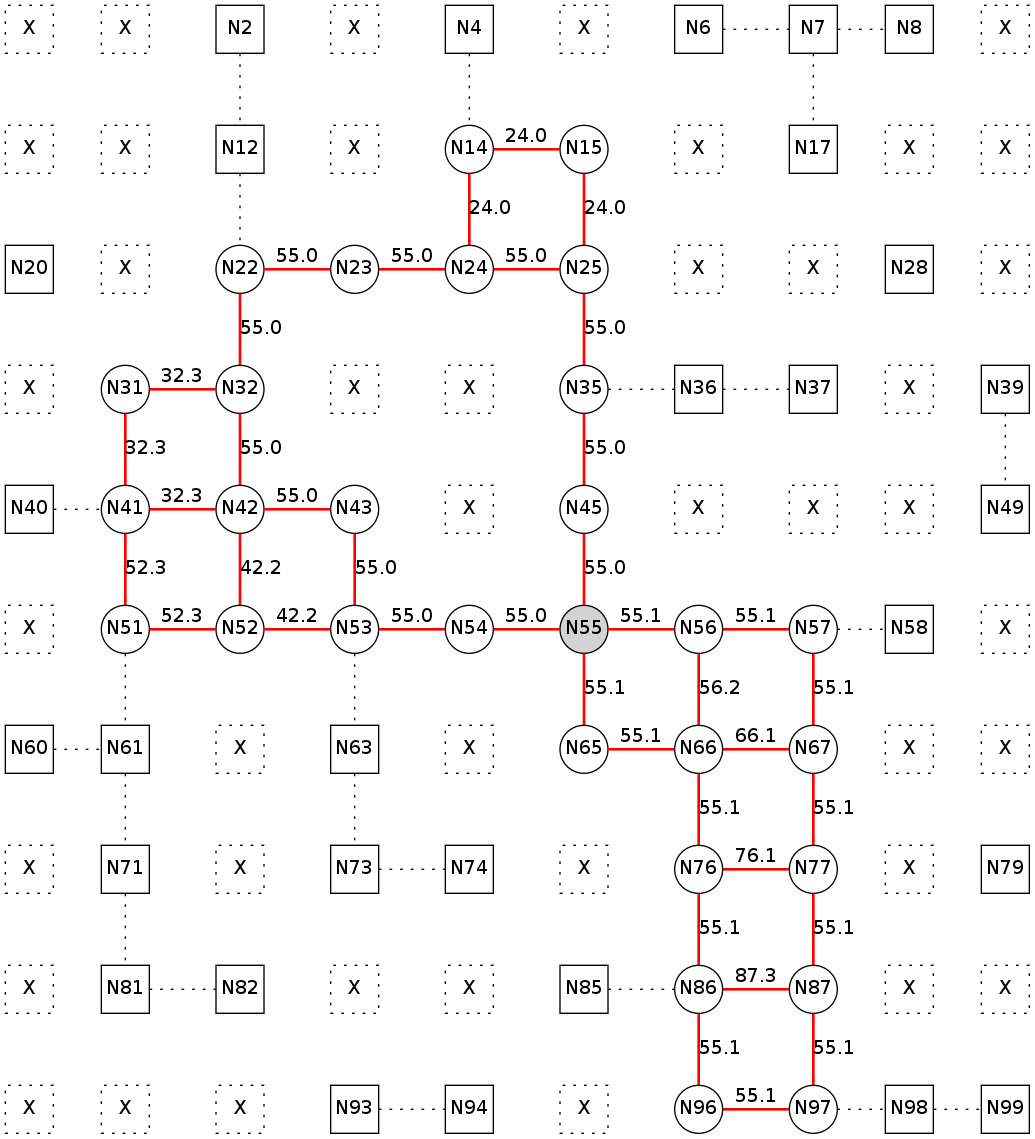 X X N2 X N4 X N6 N7 N8 X
24.0
X X N12 X N14 N15 X N17 X X
24.0 24.0
55.0 55.0 55.0
N20 X N22 N23 N24 N25 X X N28 X
55.0 55.0
32.3
X N31 N32 X X N35 N36 N37 X N39
32.3 55.0 55.0
32.3 55.0
N40 N41 N42 N43 X N45 X X X N49
52.3 42.2 55.0 55.0
52.3 42.2 55.0 55.0 55.1 55.1
X N51 N52 N53 N54 N55 N56 N57 N58 X
55.1 56.2 55.1
55.1 66.1
N60 N61 X N63 X N65 N66 N67 X X
55.1 55.1
76.1
X N71 X N73 N74 X N76 N77 X N79
55.1 55.1
87.3
X N81 N82 X X N85 N86 N87 X X
55.1 55.1
55.1
X X X N93 N94 X N96 N97 N98 N99